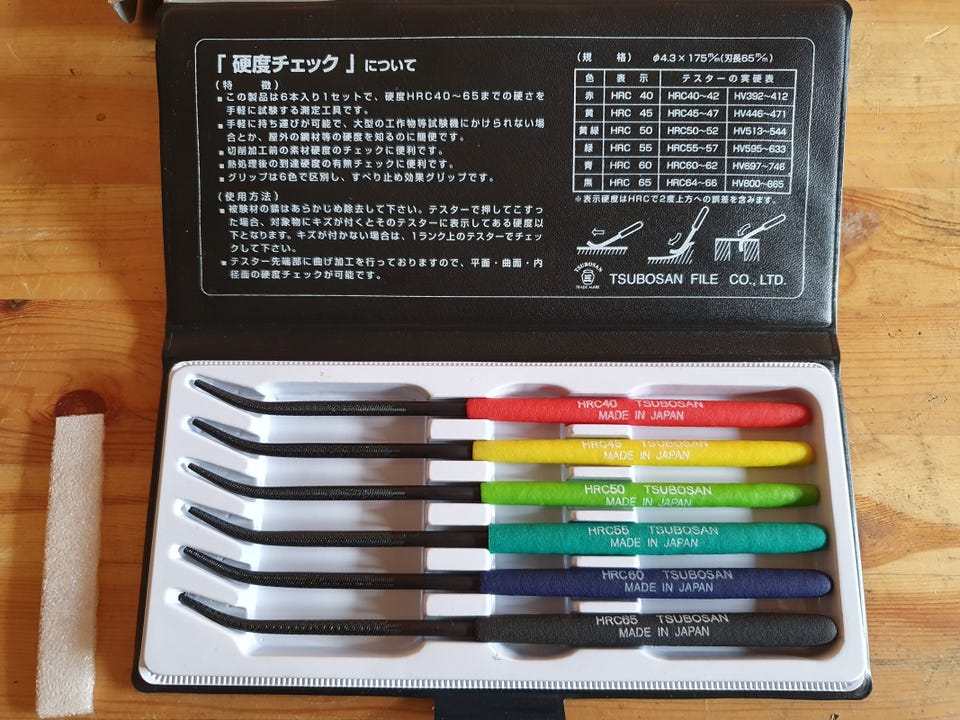 「硬度チェック」について
(特　　徴)
■この製品は6本入り1セットで、硬度HRC40～65までの硬さを
手軽に試験する測定工具です。
■手軽に持ち運びが可能で、大型の工作物等試験機にかけられない場
合とか、屋外の鋼材等の硬度を知るのに簡便です。
■切削加工前の素材硬度のチェックに便利です。
■熱処理後の到達硬度の有無チェックに便利です。
■グリップは6色で区別し、すべり止め効果グリップです。
(使用方法)
■被験材の錆はあらかじめ除去して下さい。テスターで押してこすっ
た場合、対象物にキズが付くとそのテスターに表示してある硬度以
下となります。キズが付かない場合は、1ランク上のテスターでチェッ
クして下さい。
■テスター先端部に曲げ加工を行っておりますので、平面・曲面・内
径面の硬度チェックが可能です。
(規　　格)　φ4.3×175m/m(刃長65m/m)
色 表　示 テスターの実硬表
赤 HRC 40 HRC40～42 HV392～412
黄 HRC 45 HRC45～47 HV446～471
黄緑 HRC 50 HRC50～52 HV513～544
緑 HRC 55 HRC55～57 HV595～633
青 HRC 60 HRC60～62 HV697～746
黒 HRC 65 HRC64～66 HV800～865
※表示硬度はHRCで2度上方への誤差を含みます。
TSUBOSAN
TRADE MARK
TSUBOSAN FILE CO., LTD.
HRC40 TSUBOSAN
MADE IN JAPAN
HRC45 TSUBOSAN
MADE IN JAPAN
HRC50 TSUBOSAN
MADE IN JAPAN
HRC55 TSUBOSAN
MADE IN JAPAN
HRC60 TSUBOSAN
MADE IN JAPAN
HRC65 TSUBOSAN
MADE IN JAPAN